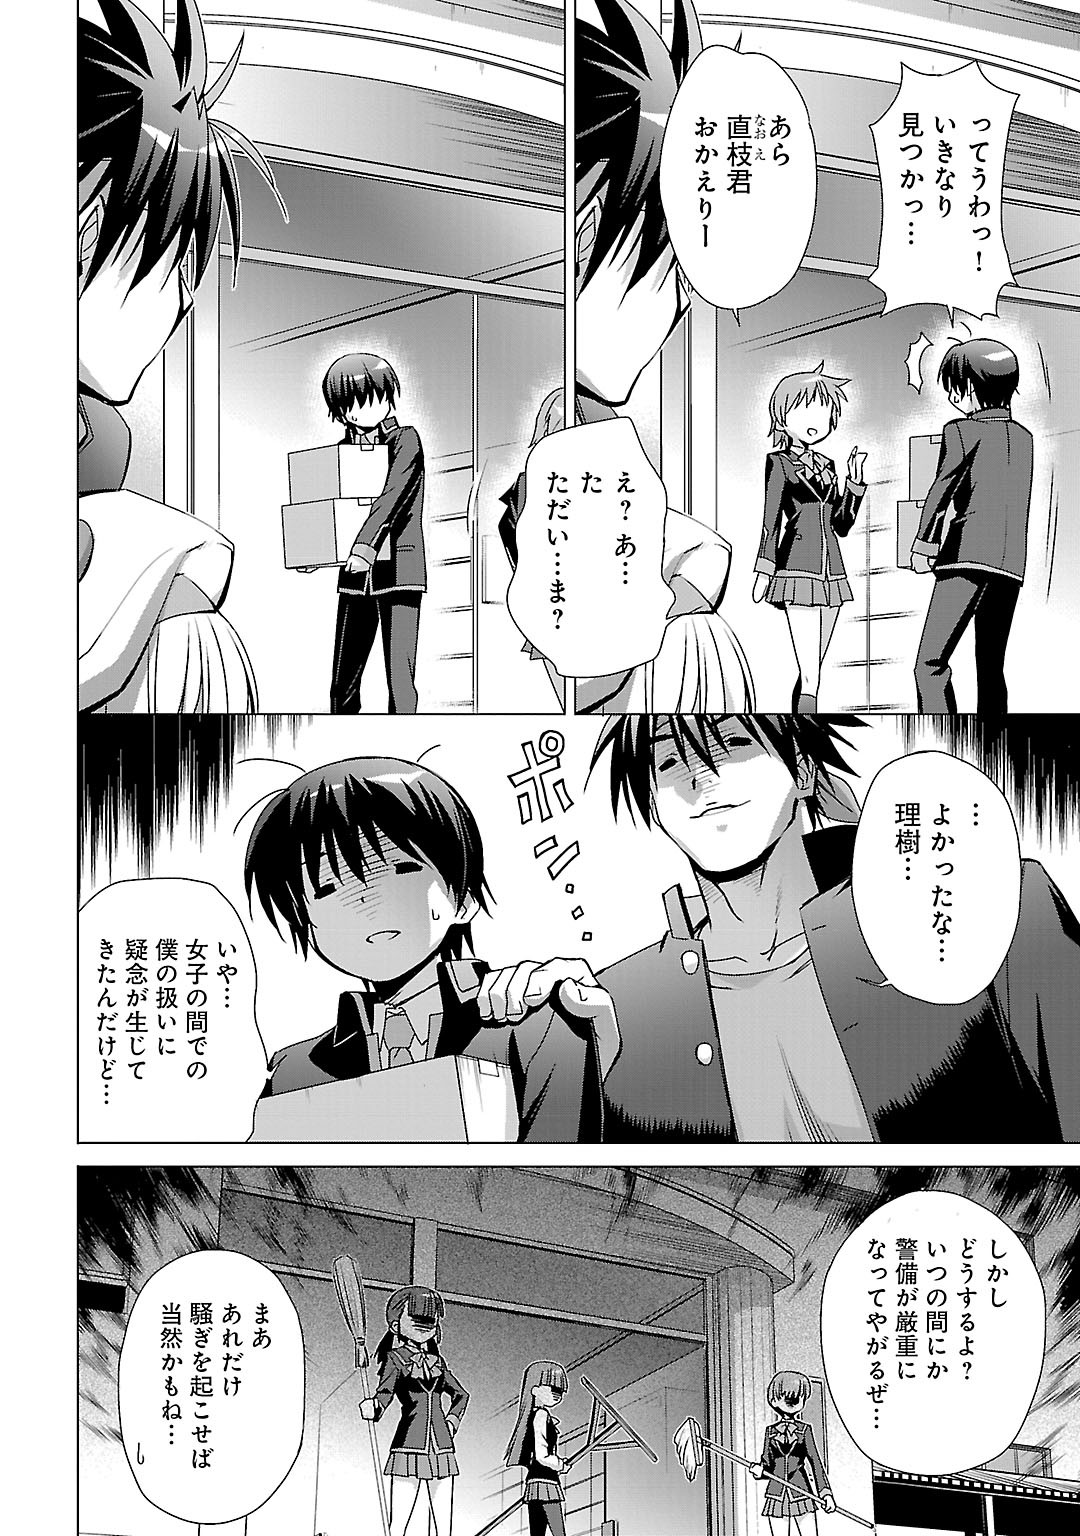 ってうわっ!
いきなり
見つかっ…
あら
直枝君
なおえ
おかえりー
え?あ…
た
ただい…ま?
…
よかったな…
理樹…
ポン…
いや…
女子の間での
僕の扱いに
疑念が生じて
きたんだけど…
しかし
どうするよ?
いつの間にか
警備が厳重に
なってやがるぜ…
まあ
あれだけ
騒ぎを起こせば
当然かもね…